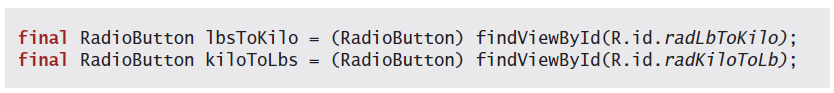 final RadioButton lbsToKilo = (RadioButton) findViewById(R.id.radLbToKilo);
final RadioButton kiloToLbs = (RadioButton) findViewById(R.id.radKiloToLb);